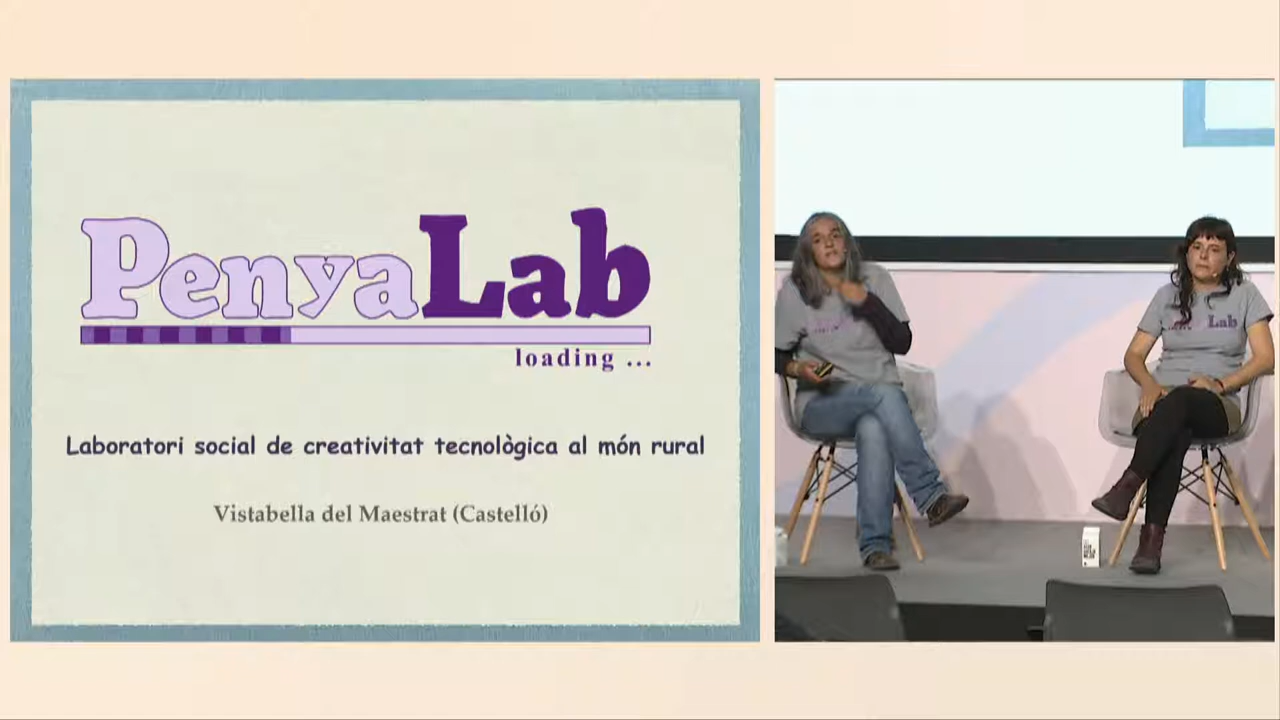 PenyaLab
loading ...
Laboratori social de creativitat tecnològica al món rural
Vistabella del Maestrat (Castelló)
Lab